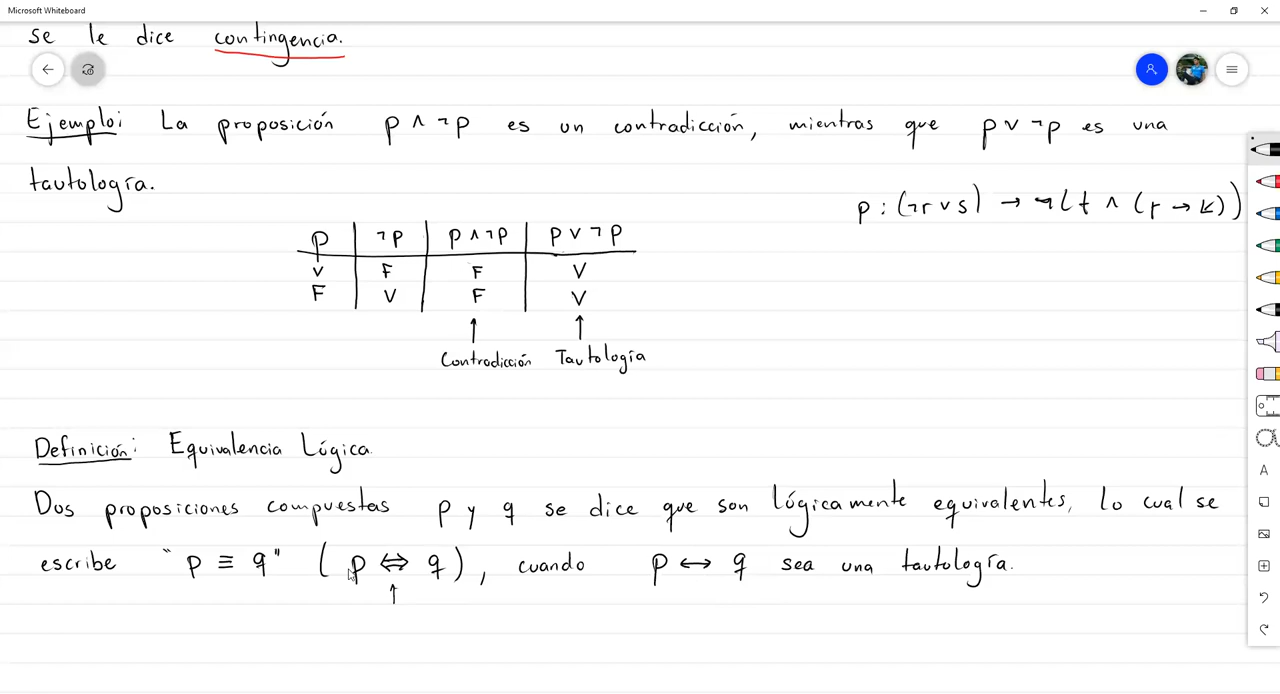 Microsoft Whiteboard
se le dice contingencia.
Ejemplo: La proposición p ∧ ¬p es un contradicción, mientras que p ∨ ¬p es una
tautología.
p : (¬r ∨ s) → ¬(t ∧ (r → k))
p ¬p p ∧ ¬p p ∨ ¬p
V F F V
F V F V
↑ ↑
Contradicción Tautología
Definición: Equivalencia Lógica.
Dos proposiciones compuestas p y q se dice que son lógicamente equivalentes, lo cual se
escribe "p ≡ q" (p ⇔ q), cuando p ↔ q sea una tautología.
↑
A